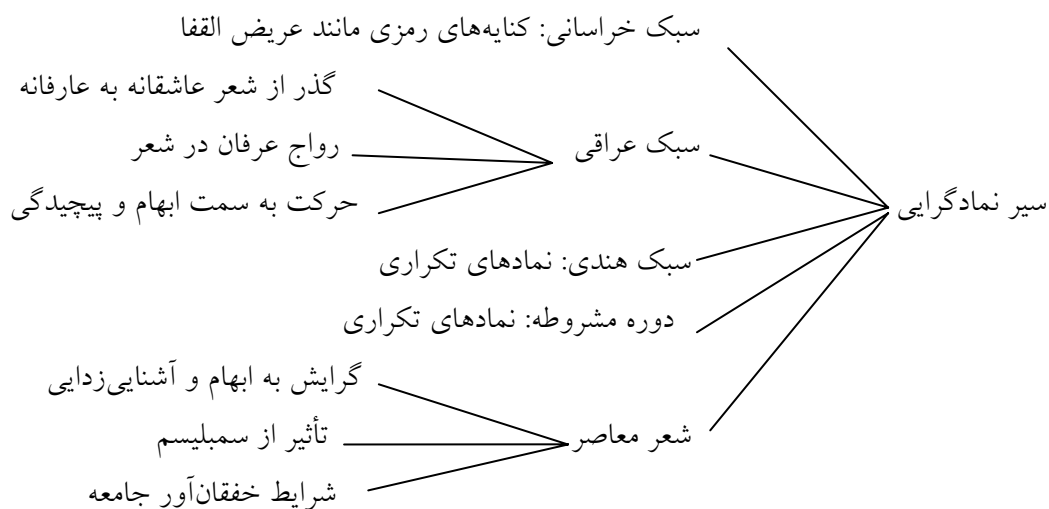 سبک خراسانی: کنایه‌های رمزی مانند عریض القفا
گذر از شعر عاشقانه به عارفانه
سبک عراقی
رواج عرفان در شعر
حرکت به سمت ابهام و پیچیدگی
سیر نمادگرایی
سبک هندی: نمادهای تکراری
دوره مشروطه: نمادهای تکراری
گرایش به ابهام و آشنایی‌زدایی
شعر معاصر
تأثیر از سمبلیسم
شرایط خفقان‌آور جامعه